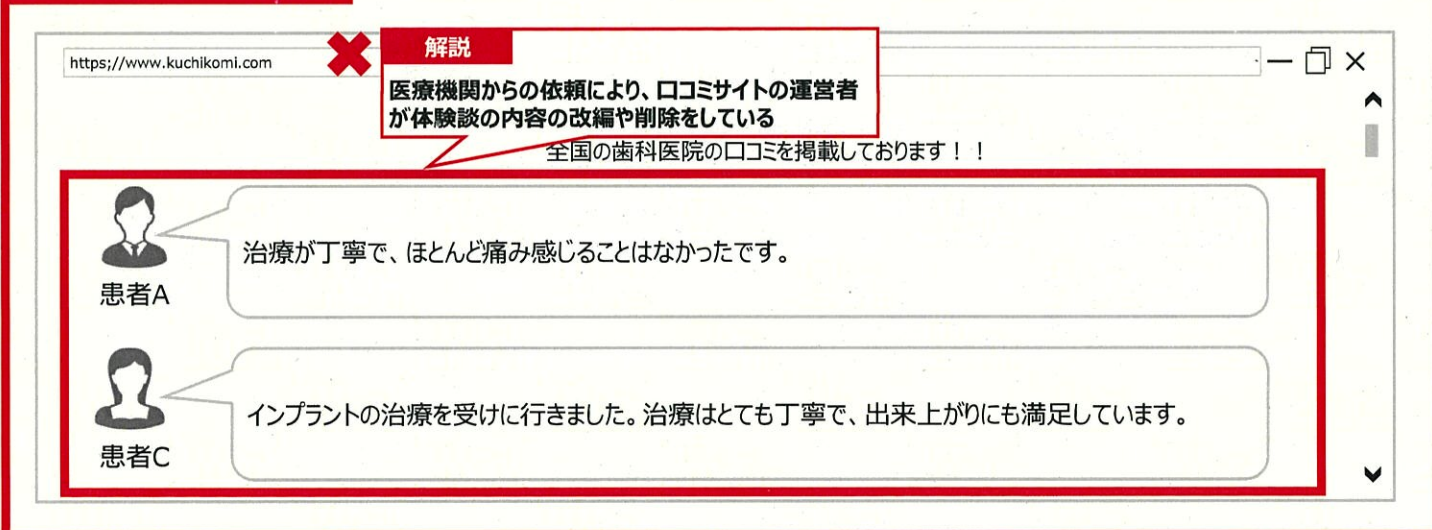 https;//www.kuchikomi.com
解説
医療機関からの依頼により、口コミサイトの運営者
が体験談の内容の改編や削除をしている
全国の歯科医院の口コミを掲載しております！！
治療が丁寧で、ほとんど痛み感じることはなかったです。
患者A
インプラントの治療を受けに行きました。治療はとても丁寧で、出来上がりにも満足しています。
患者C